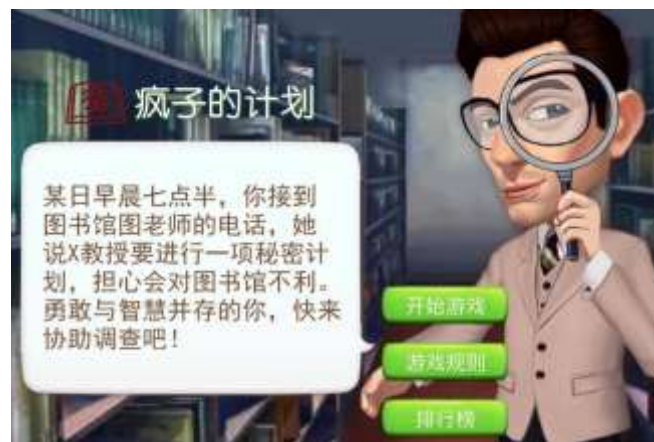 疯子的计划
某日早晨七点半，你接到
图书馆图老师的电话，她
说X教授要进行一项秘密计
划，担心会对图书馆不利。
勇敢与智慧并存的你，快来
协助调查吧！
开始游戏
游戏规则
排行榜